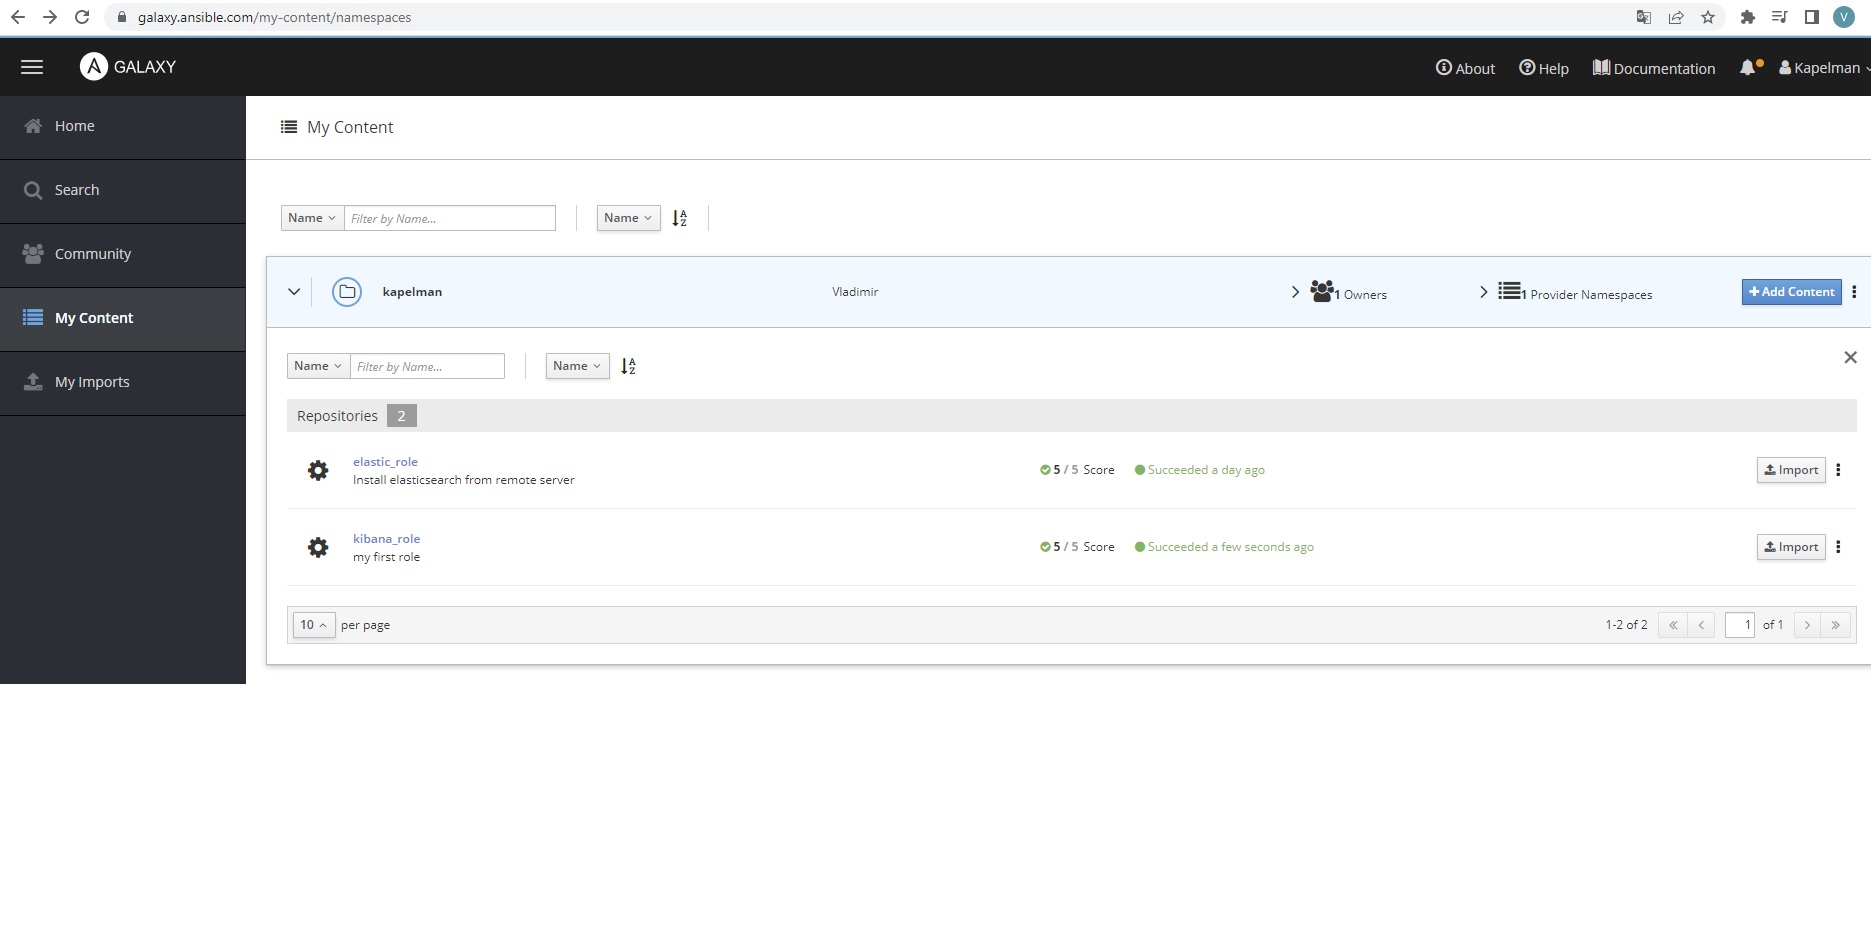 galaxy.ansible.com/my-content/namespaces
V
GALAXY
About
Help
Documentation
Kapelman
Home
Search
Community
My Content
My Imports
My Content
Name
Filter by Name...
Name
kapelman
Vladimir
1 Owners
1 Provider Namespaces
Add Content
Name
Filter by Name...
Name
Repositories 2
elastic_role
Install elasticsearch from remote server
5 / 5 Score
Succeeded a day ago
Import
kibana_role
my first role
5 / 5 Score
Succeeded a few seconds ago
Import
10 per page
1-2 of 2
1 of 1